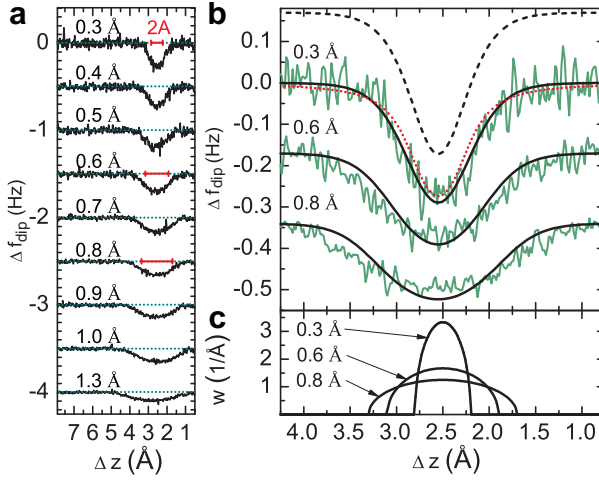 a
0.3 Å
2A
0
0.4 Å
0.5 Å
-1
0.6 Å
0.7 Å
-2
0.8 Å
0.9 Å
-3
1.0 Å
1.3 Å
-4
Δ f dip (Hz)
7 6 5 4 3 2 1
Δ z (Å)
b
0.1
0.3 Å
0.0
-0.1
0.6 Å
-0.2
0.8 Å
-0.3
-0.4
-0.5
Δ f dip (Hz)
c
3
0.3 Å
2
0.6 Å
1
0.8 Å
w (1/Å)
4.0 3.5 3.0 2.5 2.0 1.5 1.0
Δ z (Å)